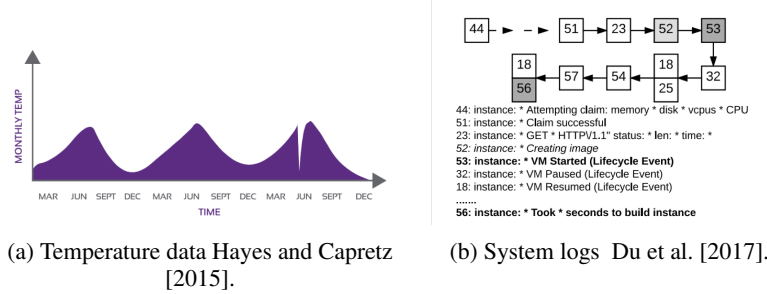 MONTHLY TEMP
MAR JUN SEPT DEC MAR JUN SEPT DEC MAR JUN SEPT DEC
TIME
44 51 23 52 53
18 18
56 57 54 25 32
44: instance: * Attempting claim: memory * disk * vcpus * CPU
51: instance: * Claim successful
23: instance: * GET * HTTP\/1.1" status: * len: * time: *
52: instance: * Creating image
53: instance: * VM Started (Lifecycle Event)
32: instance: * VM Paused (Lifecycle Event)
18: instance: * VM Resumed (Lifecycle Event)
.......
56: instance: * Took * seconds to build instance
(a) Temperature data Hayes and Capretz
[2015].
(b) System logs Du et al. [2017].